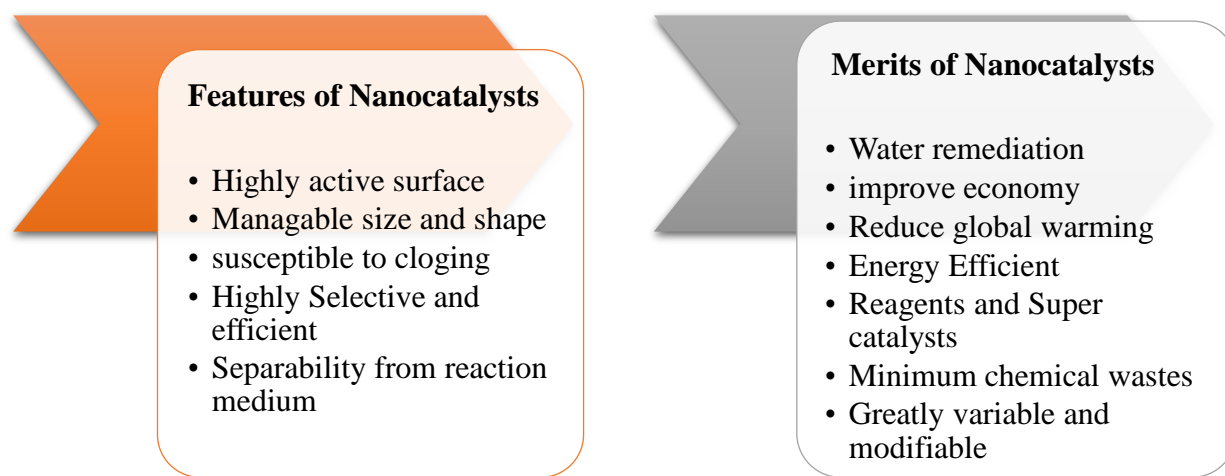 Features of Nanocatalysts
• Highly active surface
• Managable size and shape
• susceptible to cloging
• Highly Selective and
efficient
• Separability from reaction
medium
Merits of Nanocatalysts
• Water remediation
• improve economy
• Reduce global warming
• Energy Efficient
• Reagents and Super
catalysts
• Minimum chemical wastes
• Greatly variable and
modifiable